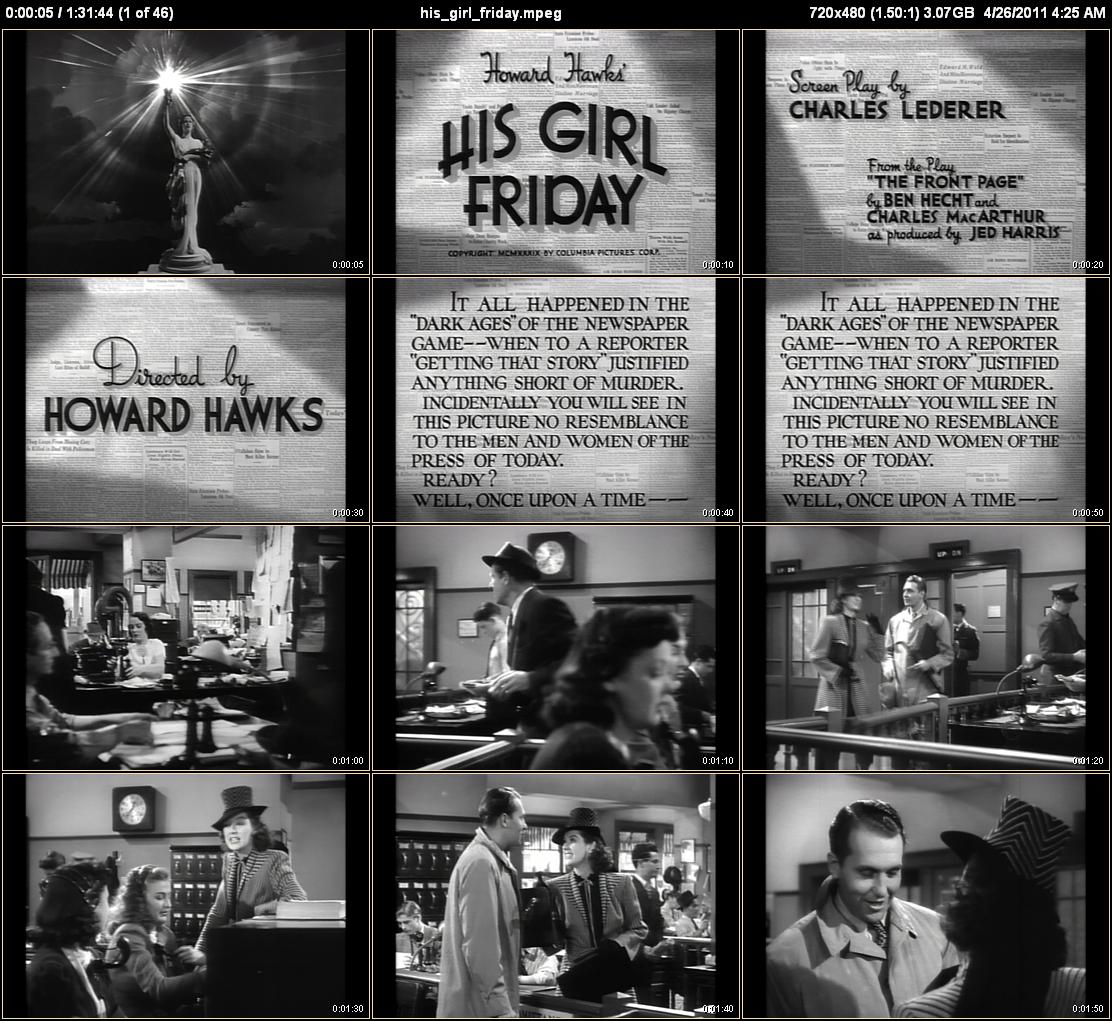 0:00:05 / 1:31:44 (1 of 46)
his_girl_friday.mpeg
720x480 (1.50:1) 3.07GB 4/26/2011 4:25 AM
0:00:05
Howard Hawks'
HIS GIRL
FRIDAY
COPYRIGHT MCMXXXIX BY COLUMBIA PICTURES CORP.
0:00:10
Screen Play by
CHARLES LEDERER
From the Play
"THE FRONT PAGE"
by BEN HECHT and
CHARLES MacARTHUR
as produced by JED HARRIS
0:00:20
Directed by
HOWARD HAWKS
0:00:30
IT ALL HAPPENED IN THE
"DARK AGES" OF THE NEWSPAPER
GAME--WHEN TO A REPORTER
"GETTING THAT STORY" JUSTIFIED
ANYTHING SHORT OF MURDER.
INCIDENTALLY YOU WILL SEE IN
THIS PICTURE NO RESEMBLANCE
TO THE MEN AND WOMEN OF THE
PRESS OF TODAY.
READY?
WELL, ONCE UPON A TIME--
0:00:40
IT ALL HAPPENED IN THE
"DARK AGES" OF THE NEWSPAPER
GAME--WHEN TO A REPORTER
"GETTING THAT STORY" JUSTIFIED
ANYTHING SHORT OF MURDER.
INCIDENTALLY YOU WILL SEE IN
THIS PICTURE NO RESEMBLANCE
TO THE MEN AND WOMEN OF THE
PRESS OF TODAY.
READY?
WELL, ONCE UPON A TIME--
0:00:50
0:01:00
0:01:10
0:01:20
0:01:30
0:01:40
0:01:50